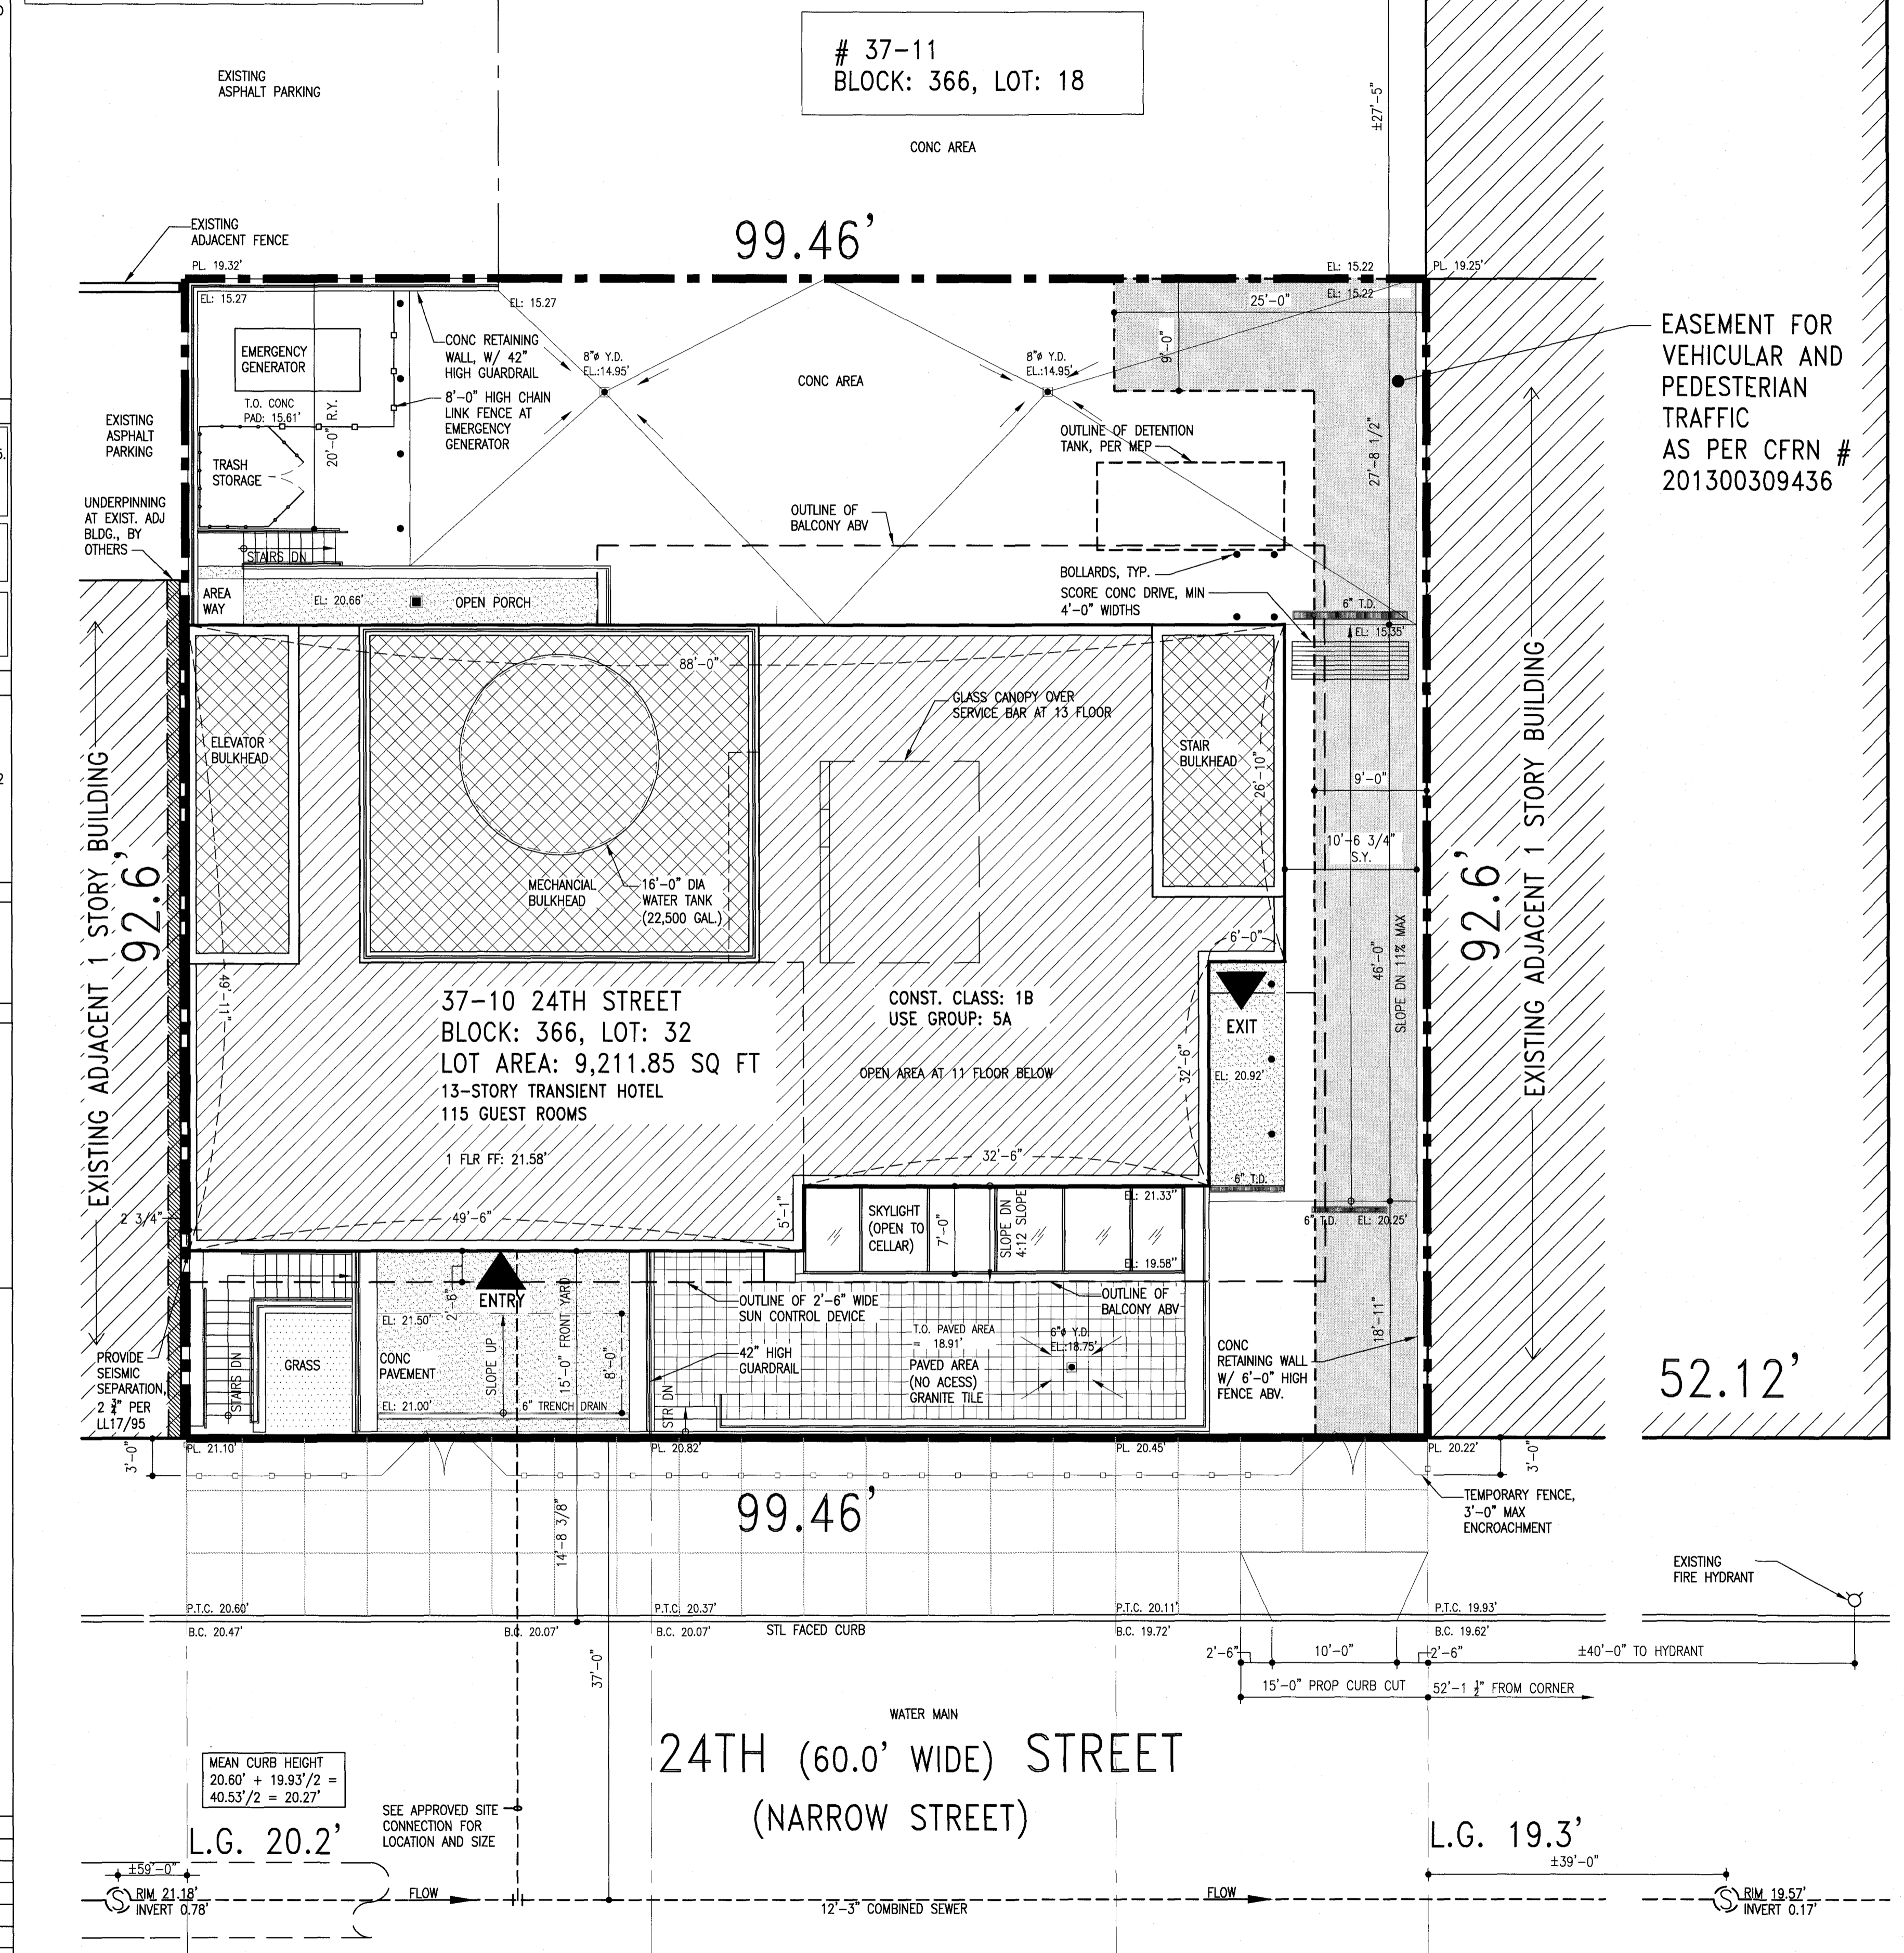 # 37-11
BLOCK: 366, LOT: 18
EXISTING
ASPHALT PARKING
±27'-5"
CONC AREA
EXISTING
ADJACENT FENCE
99.46'
PL. 19.32'
EL: 15.22
PL. 19.25'
EL: 15.27
EL: 15.27
EL: 15.22
25'-0"
EASEMENT FOR
VEHICULAR AND
PEDESTERIAN
TRAFFIC
AS PER CFRN #
201300309436
EMERGENCY
GENERATOR
CONC RETAINING
WALL, W/ 42"
HIGH GUARDRAIL
8"ø Y.D.
EL.:14.95'
CONC AREA
8"ø Y.D.
EL.:14.95'
9'-0"
T.O. CONC
PAD: 15.61'
20'-0" R.Y.
8'-0" HIGH CHAIN
LINK FENCE AT
EMERGENCY
GENERATOR
EXISTING
ASPHALT
PARKING
TRASH
STORAGE
OUTLINE OF DETENTION
TANK, PER MEP
27'-8 1/2"
UNDERPINNING
AT EXIST. ADJ
BLDG., BY
OTHERS
OUTLINE OF
BALCONY ABV
STAIRS DN
AREA
WAY
EL: 20.66'
OPEN PORCH
BOLLARDS, TYP.
SCORE CONC DRIVE, MIN
4'-0" WIDTHS
6" T.D.
EL: 15.35'
88'-0"
ELEVATOR
BULKHEAD
GLASS CANOPY OVER
SERVICE BAR AT 13 FLOOR
STAIR
BULKHEAD
26'-10"
9'-0"
10'-6 3/4"
S.Y.
EXISTING ADJACENT 1 STORY BUILDING
92.6'
MECHANCIAL
BULKHEAD
16'-0" DIA
WATER TANK
(22,500 GAL.)
92.6'
EXISTING ADJACENT 1 STORY BUILDING
6'-0"
46'-0"
SLOPE DN 11% MAX
49'-11"
37-10 24TH STREET
BLOCK: 366, LOT: 32
LOT AREA: 9,211.85 SQ FT
13-STORY TRANSIENT HOTEL
115 GUEST ROOMS
CONST. CLASS: 1B
USE GROUP: 5A
EXIT
OPEN AREA AT 11 FLOOR BELOW
32'-6"
EL: 20.92'
1 FLR FF: 21.58'
32'-6"
6" T.D.
2 3/4"
49'-6"
5'-1"
SKYLIGHT
(OPEN TO
CELLAR)
7'-0"
SLOPE DN
4:12 SLOPE
EL: 21.33"
EL: 19.58"
6" T.D.
EL: 20.25'
ENTRY
2'-6"
OUTLINE OF 2'-6" WIDE
SUN CONTROL DEVICE
OUTLINE OF
BALCONY ABV
EL: 21.50'
SLOPE UP
15'-0" FRONT YARD
8'-0"
T.O. PAVED AREA
= 18.91'
6"ø Y.D.
EL.:18.75'
18'-11"
PROVIDE
SEISMIC
SEPARATION,
2 3/4" PER
LL17/95
STAIRS DN
GRASS
CONC
PAVEMENT
42" HIGH
GUARDRAIL
PAVED AREA
(NO ACESS)
GRANITE TILE
CONC
RETAINING WALL
W/ 6'-0" HIGH
FENCE ABV.
52.12'
EL: 21.00'
6" TRENCH DRAIN
STR DN
3'-0"
PL. 21.10'
PL. 20.82'
PL. 20.45'
PL. 20.22'
3'-0"
99.46'
14'-8 3/8"
TEMPORARY FENCE,
3'-0" MAX
ENCROACHMENT
EXISTING
FIRE HYDRANT
P.T.C. 20.60'
P.T.C. 20.37'
P.T.C. 20.11'
P.T.C. 19.93'
B.C. 20.47'
B.C. 20.07'
B.C. 20.07'
STL FACED CURB
B.C. 19.72'
B.C. 19.62'
37'-0"
2'-6"
10'-0"
2'-6"
±40'-0" TO HYDRANT
15'-0" PROP CURB CUT
52'-1 1/2" FROM CORNER
WATER MAIN
24TH (60.0' WIDE) STREET
(NARROW STREET)
MEAN CURB HEIGHT
20.60' + 19.93'/2 =
40.53'/2 = 20.27'
SEE APPROVED SITE
CONNECTION FOR
LOCATION AND SIZE
L.G. 20.2'
L.G. 19.3'
±59'-0"
±39'-0"
S
RIM 21.18'
INVERT 0.78'
FLOW
12'-3" COMBINED SEWER
FLOW
S
RIM 19.57'
INVERT 0.17'